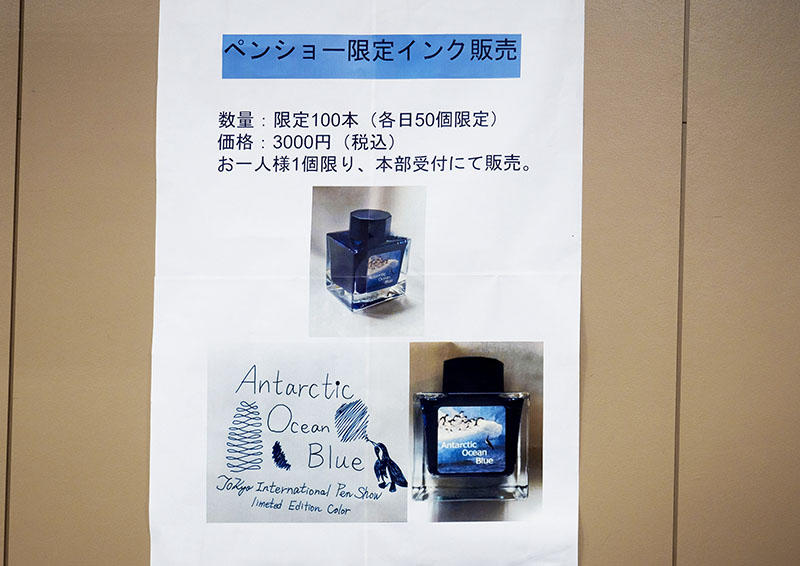 ペンショー限定インク販売
数量：限定100本（各日50個限定）
価格：3000円（税込）
お一人様1個限り、本部受付にて販売。
Antarctic
Ocean
Blue
Antarctic
Ocean
Blue
Tokyo International Pen Show
limited Edition Color
Antarctic
Ocean
Blue